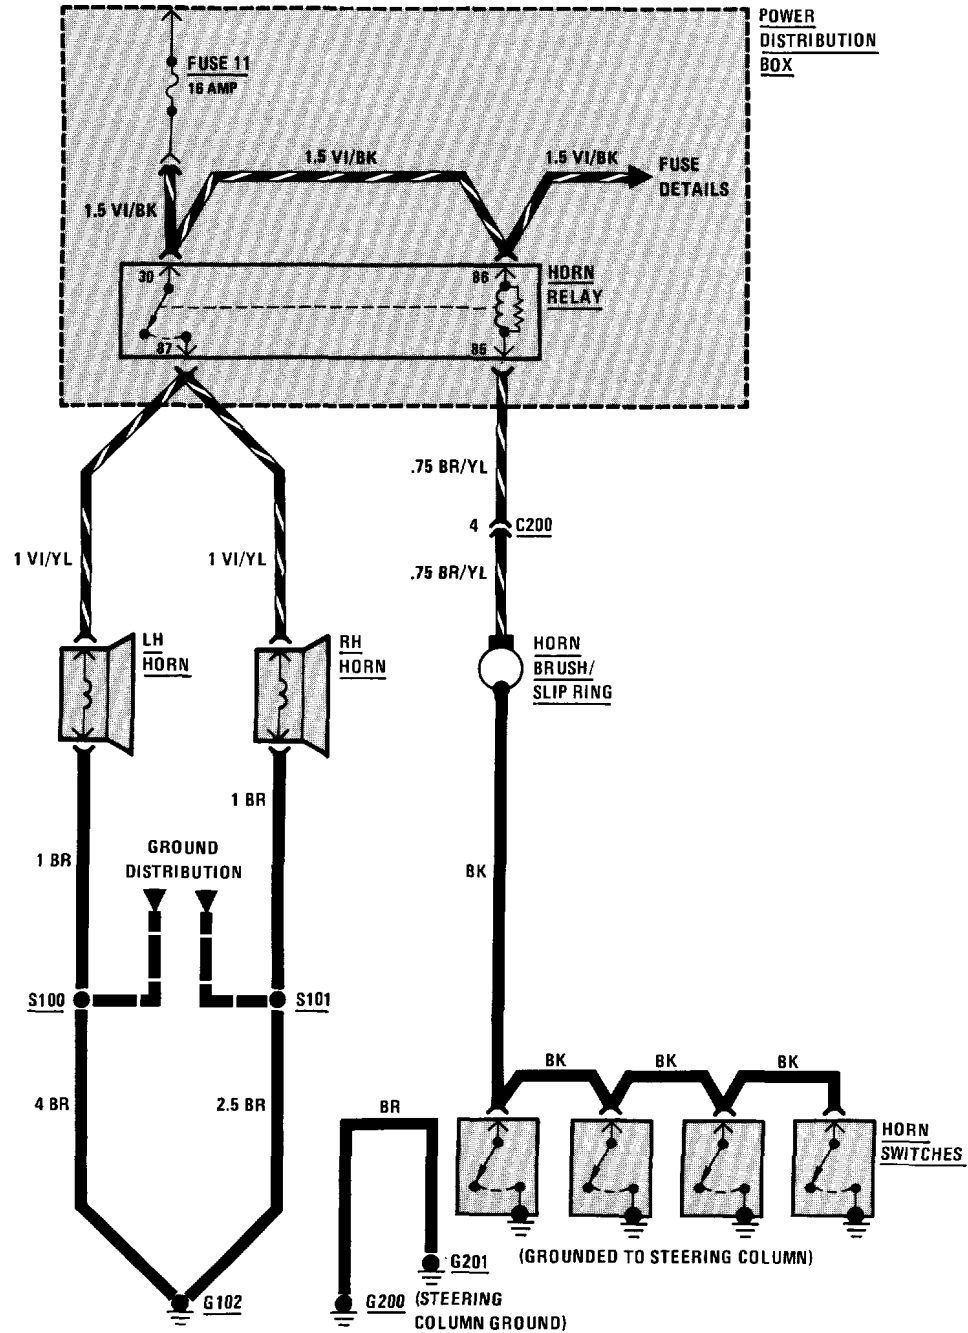 POWER
DISTRIBUTION
BOX
FUSE 11
16 AMP
1.5 VI/BK
1.5 VI/BK
FUSE
DETAILS
1.5 VI/BK
30
86
HORN
RELAY
87
85
.75 BR/YL
4
C200
1 VI/YL
1 VI/YL
.75 BR/YL
LH
HORN
RH
HORN
HORN
BRUSH/
SLIP RING
1 BR
1 BR
GROUND
DISTRIBUTION
BK
S100
S101
BK
BK
BK
4 BR
2.5 BR
BR
HORN
SWITCHES
(GROUNDED TO STEERING COLUMN)
G201
G102
G200
(STEERING
COLUMN GROUND)